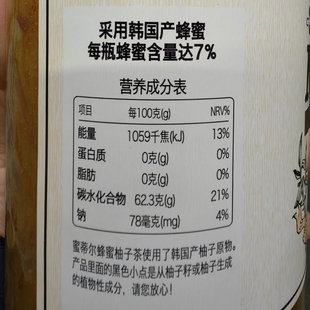 采用韩国产蜂蜜
每瓶蜂蜜含量达7%
营养成分表
项目 每100克(g) NRV%
能量 1059千焦(kJ) 13%
蛋白质 0克(g) 0%
脂肪 0克(g) 0%
碳水化合物 62.3克(g) 21%
钠 78毫克(mg) 4%
蜜蒂尔蜂蜜柚子茶使用了韩国产柚子原物。
产品里面的黑色小点是从柚子籽或柚子生成
的植物性成分，请您放心！